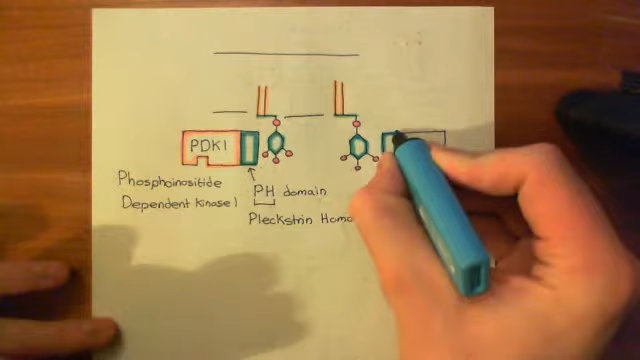 PDK1
Phosphoinositide
Dependent Kinase 1
PH domain
Pleckstrin Homo